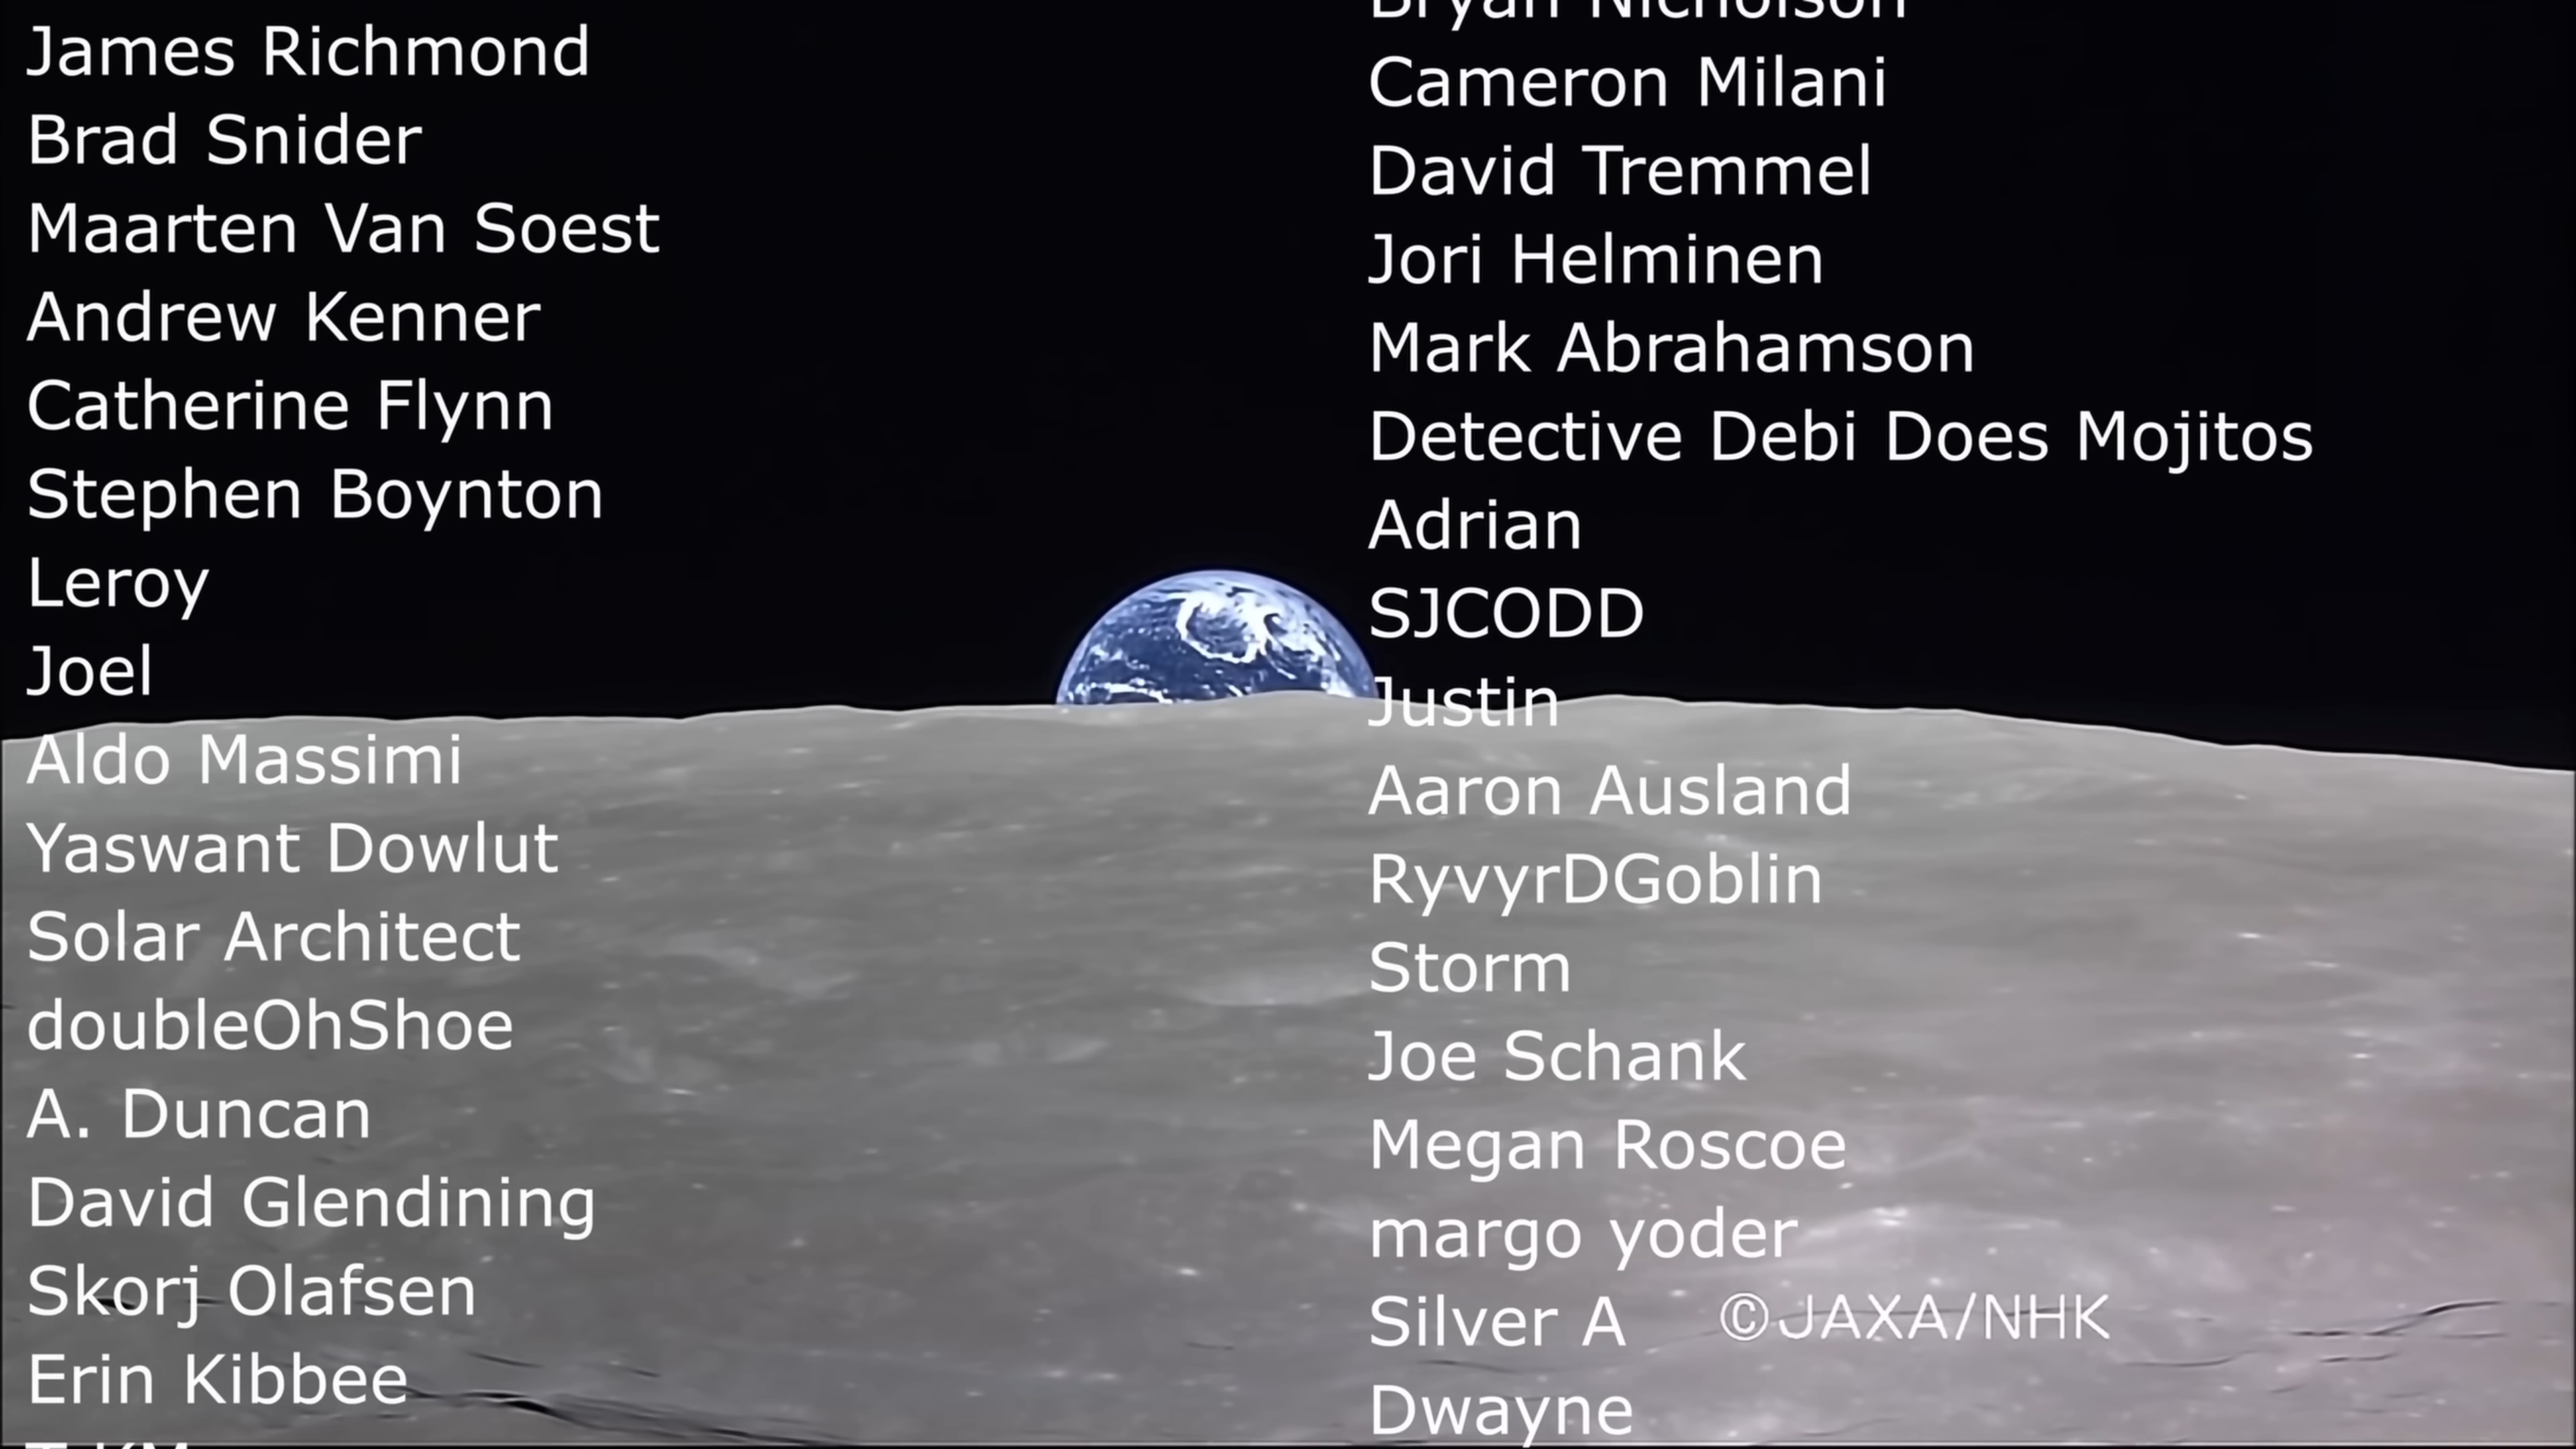 James Richmond
Brad Snider
Maarten Van Soest
Andrew Kenner
Catherine Flynn
Stephen Boynton
Leroy
Joel
Aldo Massimi
Yaswant Dowlut
Solar Architect
doubleOhShoe
A. Duncan
David Glendining
Skorj Olafsen
Erin Kibbee
Bryan Nicholson
Cameron Milani
David Tremmel
Jori Helminen
Mark Abrahamson
Detective Debi Does Mojitos
Adrian
SJCODD
Justin
Aaron Ausland
RyvyrDGoblin
Storm
Joe Schank
Megan Roscoe
margo yoder
Silver A
©JAXA/NHK
Dwayne